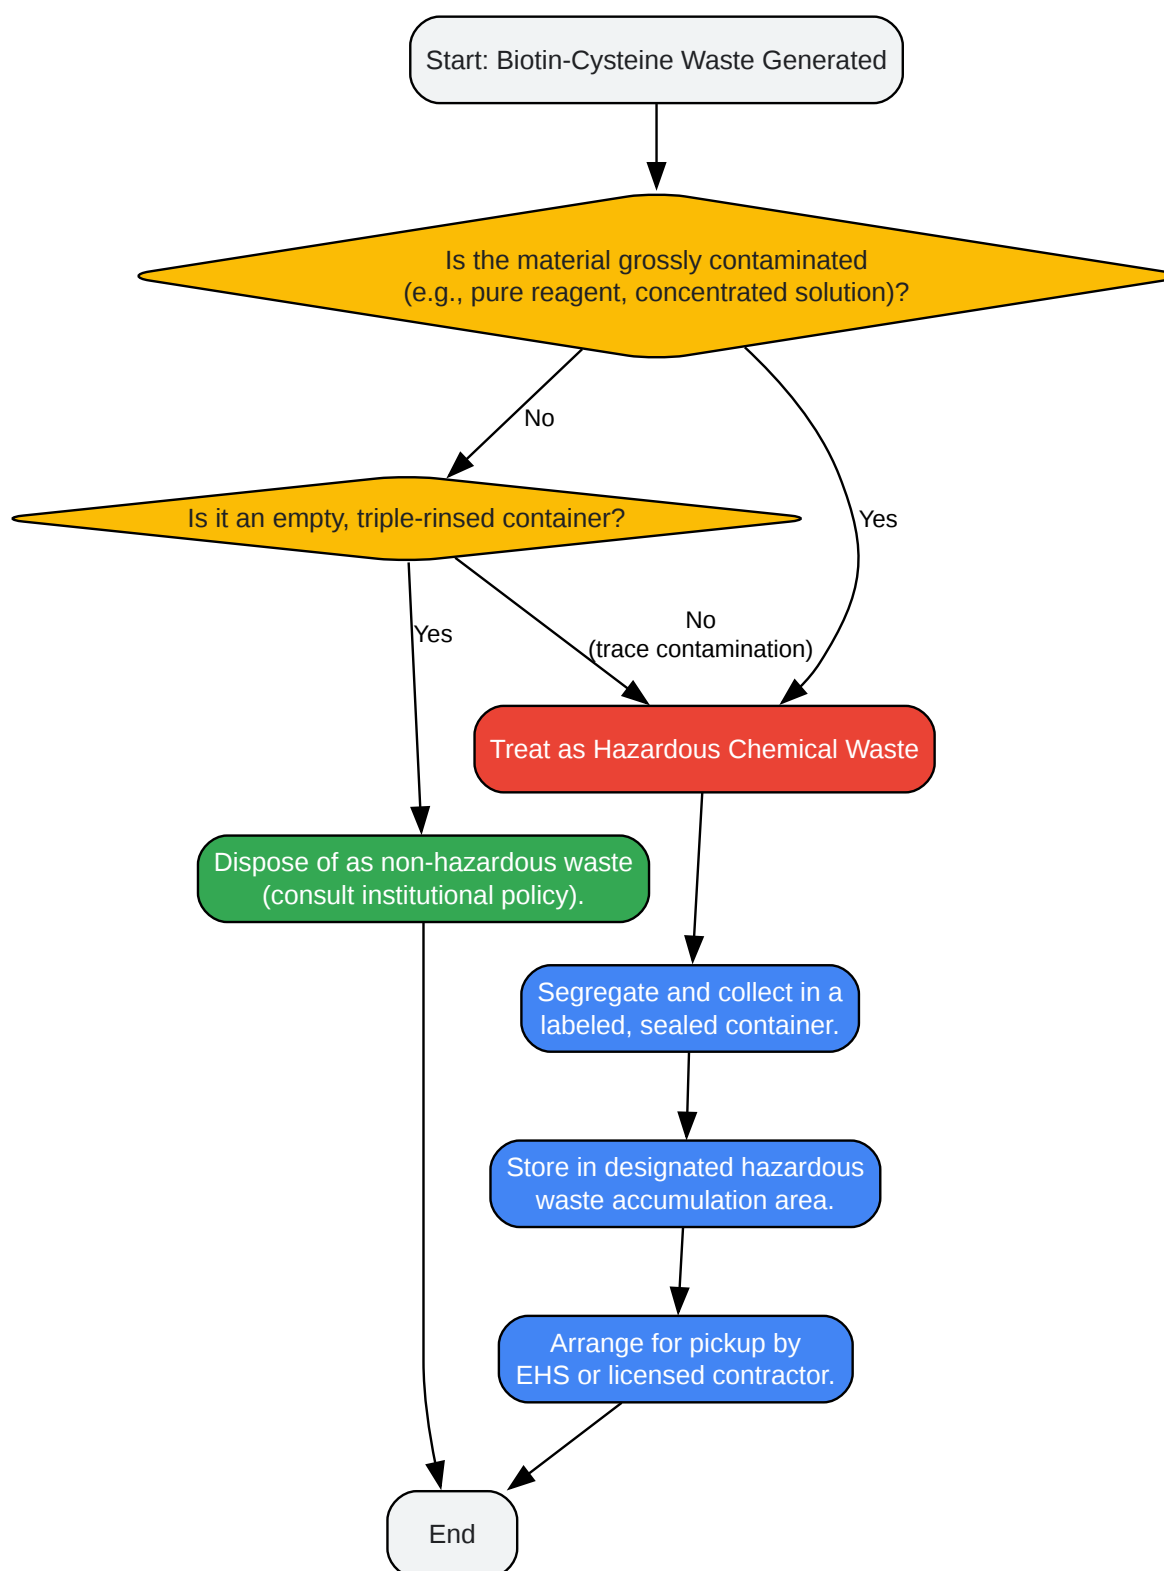 Start: Biotin-Cysteine Waste Generated
Is the material grossly contaminated
(e.g., pure reagent, concentrated solution)?
No
Is it an empty, triple-rinsed container?
Yes
Yes
No
(trace contamination)
Treat as Hazardous Chemical Waste
Dispose of as non-hazardous waste
(consult institutional policy).
Segregate and collect in a
labeled, sealed container.
Store in designated hazardous
waste accumulation area.
Arrange for pickup by
EHS or licensed contractor.
End